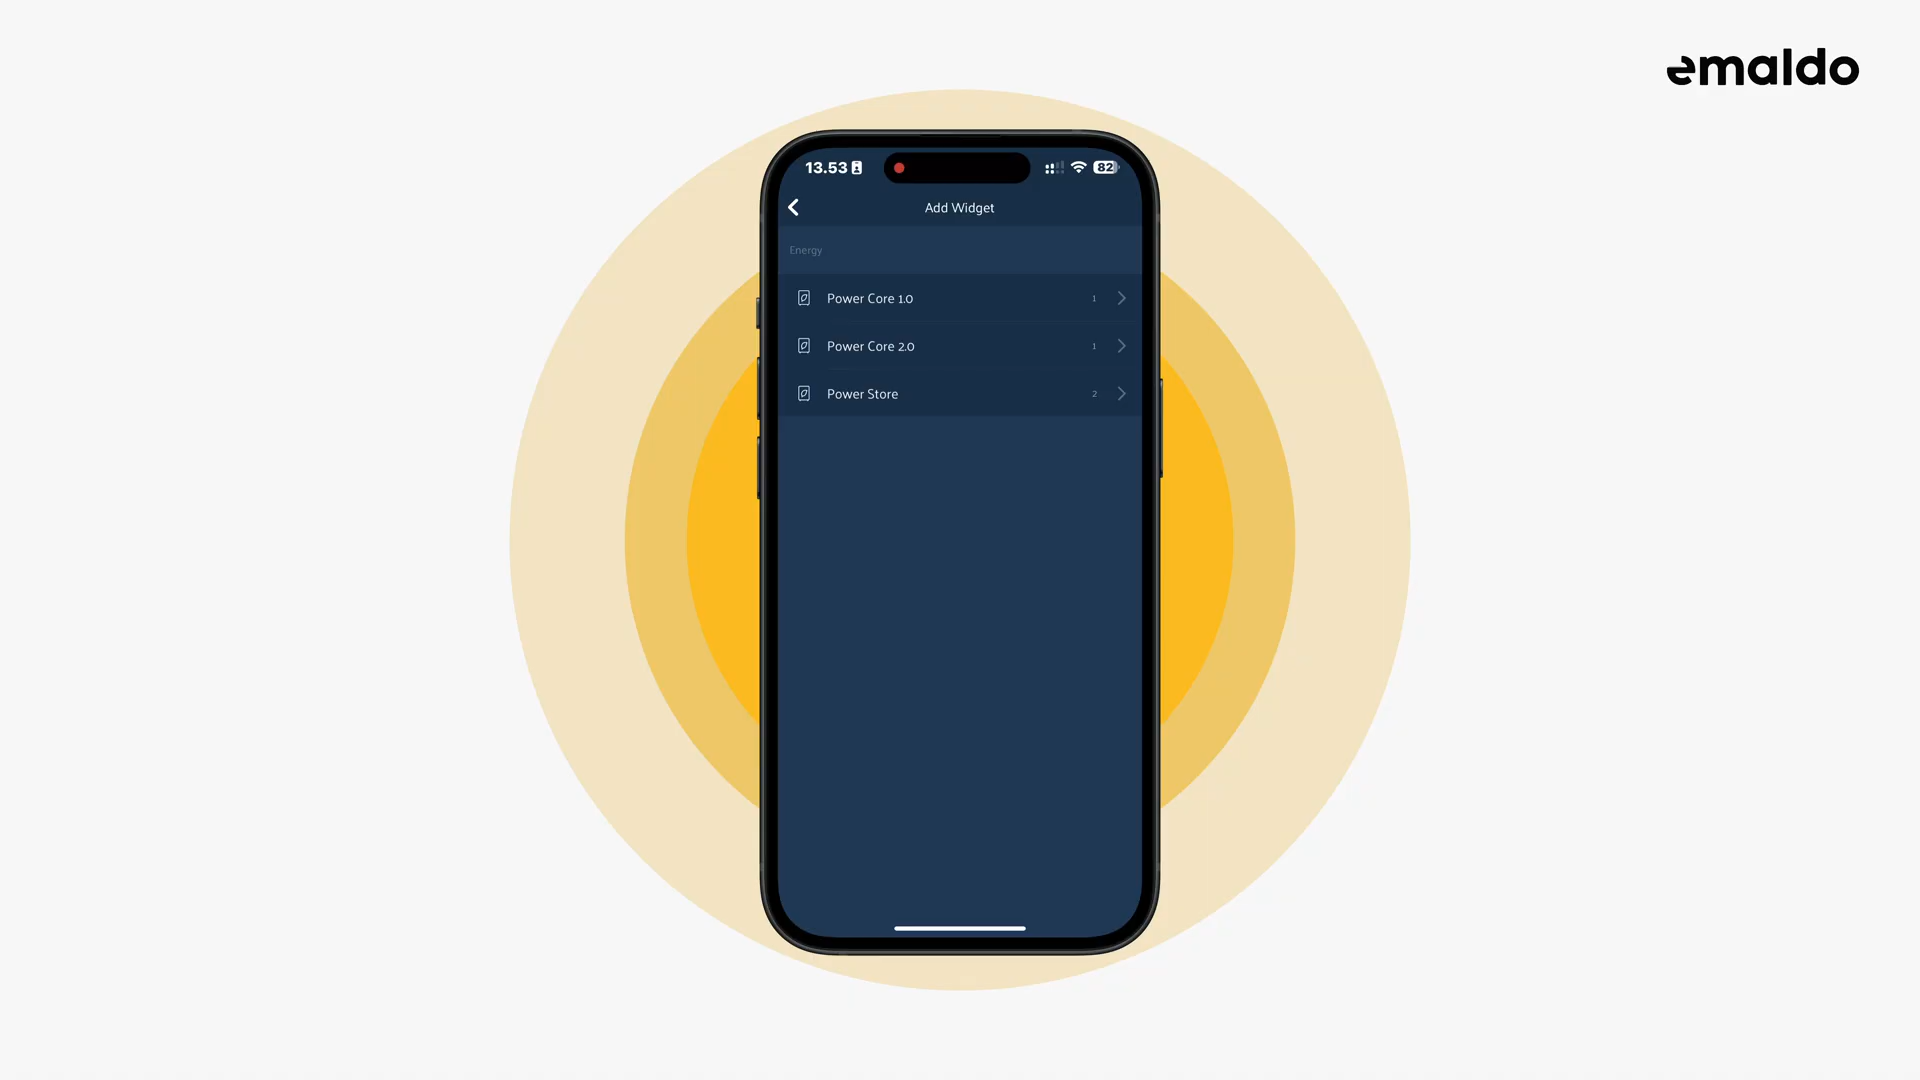 emaldo
13.53
82
Add Widget
Energy
Power Core 1.0 1
Power Core 2.0 1
Power Store 2